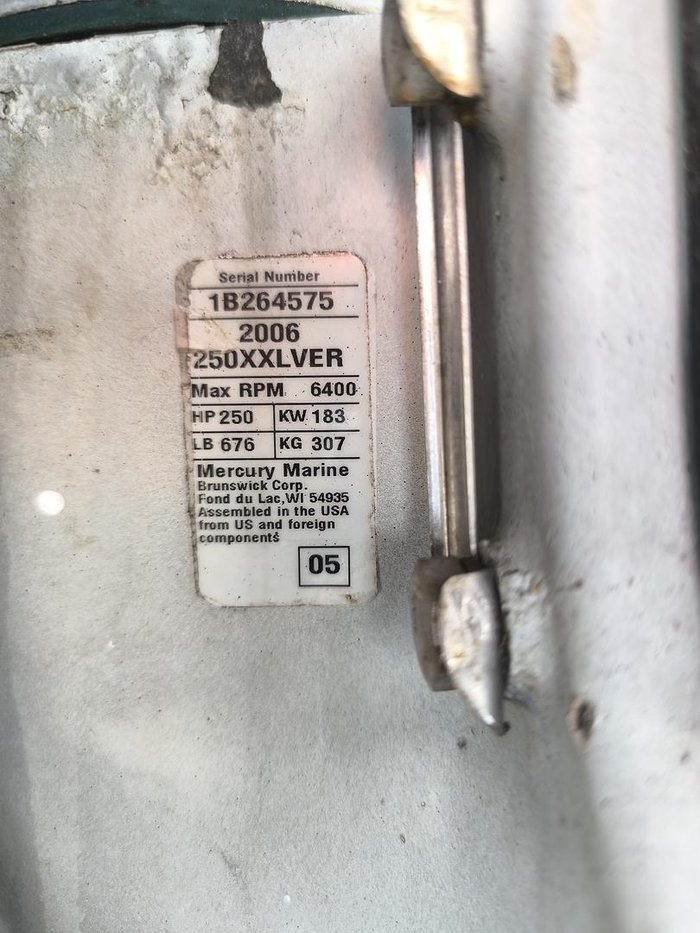 Serial Number
1B264575
2006
250XXLVER
Max RPM 6400
HP 250 KW 183
LB 676 KG 307
Mercury Marine
Brunswick Corp.
Fond du Lac,WI 54935
Assembled in the USA
from US and foreign
components
05